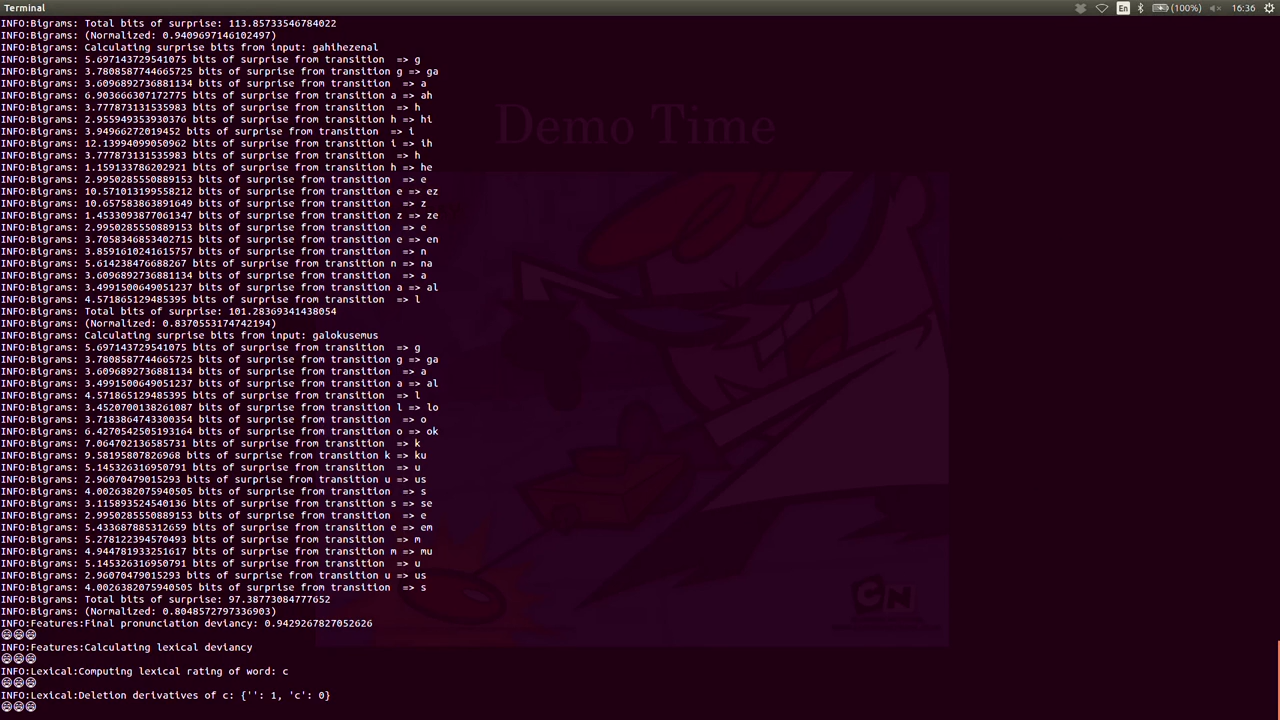 Terminal
En
(100%)
16:36
INFO:Bigrams: Total bits of surprise: 113.85733546784022
INFO:Bigrams: (Normalized: 0.9409697146102497)
INFO:Bigrams: Calculating surprise bits from input: gahihezenal
INFO:Bigrams: 5.697143729541075 bits of surprise from transition  => g
INFO:Bigrams: 3.7808587744665725 bits of surprise from transition g => ga
INFO:Bigrams: 3.6096892736881134 bits of surprise from transition  => a
INFO:Bigrams: 6.903666307172775 bits of surprise from transition a => ah
INFO:Bigrams: 3.777873131535983 bits of surprise from transition  => h
INFO:Bigrams: 2.955949353930376 bits of surprise from transition h => hi
INFO:Bigrams: 3.94966272019452 bits of surprise from transition  => i
INFO:Bigrams: 12.13994099050962 bits of surprise from transition i => ih
INFO:Bigrams: 3.777873131535983 bits of surprise from transition  => h
INFO:Bigrams: 1.159133786202921 bits of surprise from transition h => he
INFO:Bigrams: 2.9950285550889153 bits of surprise from transition  => e
INFO:Bigrams: 10.571013199558212 bits of surprise from transition e => ez
INFO:Bigrams: 10.657583863891649 bits of surprise from transition  => z
INFO:Bigrams: 1.4533093877061347 bits of surprise from transition z => ze
INFO:Bigrams: 2.9950285550889153 bits of surprise from transition  => e
INFO:Bigrams: 3.7058346853402715 bits of surprise from transition e => en
INFO:Bigrams: 3.8591610241615757 bits of surprise from transition  => n
INFO:Bigrams: 5.614238476688267 bits of surprise from transition n => na
INFO:Bigrams: 3.6096892736881134 bits of surprise from transition  => a
INFO:Bigrams: 3.4991500649051237 bits of surprise from transition a => al
INFO:Bigrams: 4.571865129485395 bits of surprise from transition  => l
INFO:Bigrams: Total bits of surprise: 101.28369341438054
INFO:Bigrams: (Normalized: 0.8370553174742194)
INFO:Bigrams: Calculating surprise bits from input: galokusemus
INFO:Bigrams: 5.697143729541075 bits of surprise from transition  => g
INFO:Bigrams: 3.7808587744665725 bits of surprise from transition g => ga
INFO:Bigrams: 3.6096892736881134 bits of surprise from transition  => a
INFO:Bigrams: 3.4991500649051237 bits of surprise from transition a => al
INFO:Bigrams: 4.571865129485395 bits of surprise from transition  => l
INFO:Bigrams: 3.4520700138261087 bits of surprise from transition l => lo
INFO:Bigrams: 3.7183864743300354 bits of surprise from transition  => o
INFO:Bigrams: 6.4270542505193164 bits of surprise from transition o => ok
INFO:Bigrams: 7.064702136585731 bits of surprise from transition  => k
INFO:Bigrams: 9.58195807826968 bits of surprise from transition k => ku
INFO:Bigrams: 5.145326316950791 bits of surprise from transition  => u
INFO:Bigrams: 2.96070479015293 bits of surprise from transition u => us
INFO:Bigrams: 4.0026382075940505 bits of surprise from transition  => s
INFO:Bigrams: 3.1158935245​40136 bits of surprise from transition s => se
INFO:Bigrams: 2.9950285550889153 bits of surprise from transition  => e
INFO:Bigrams: 5.433687885312659 bits of surprise from transition e => em
INFO:Bigrams: 5.278122394570493 bits of surprise from transition  => m
INFO:Bigrams: 4.944781933251617 bits of surprise from transition m => mu
INFO:Bigrams: 5.145326316950791 bits of surprise from transition  => u
INFO:Bigrams: 2.96070479015293 bits of surprise from transition u => us
INFO:Bigrams: 4.0026382075940505 bits of surprise from transition  => s
INFO:Bigrams: Total bits of surprise: 97.38773084777652
INFO:Bigrams: (Normalized: 0.8048572797336903)
INFO:Features:Final pronunciation deviancy: 0.9429267827052626
😄😄😄
INFO:Features:Calculating lexical deviancy
😄😄😄
INFO:Lexical:Computing lexical rating of word: c
😄😄😄
INFO:Lexical:Deletion derivatives of c: {'': 1, 'c': 0}
😄😄😄
Demo Time
CN